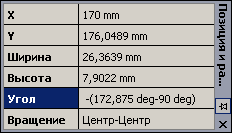 X 170 mm
Y 176,0489 mm
Ширина 26,3639 mm
Высота 7,9022 mm
Угол -(172,875 deg-90 deg)
Вращение Центр-Центр
Позиция и ра...